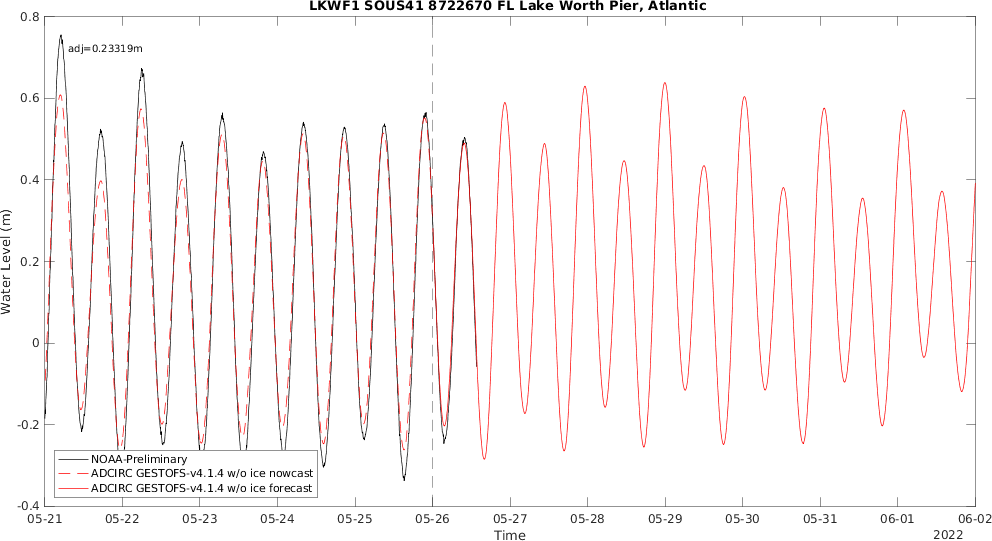 LKWF1 SOUS41 8722670 FL Lake Worth Pier, Atlantic
adj=0.23319m
Water Level (m)
0.8
0.6
0.4
0.2
0
-0.2
-0.4
NOAA-Preliminary
ADCIRC GESTOFS-v4.1.4 w/o ice nowcast
ADCIRC GESTOFS-v4.1.4 w/o ice forecast
05-21 05-22 05-23 05-24 05-25 05-26 05-27 05-28 05-29 05-30 05-31 06-01 06-02
Time
2022